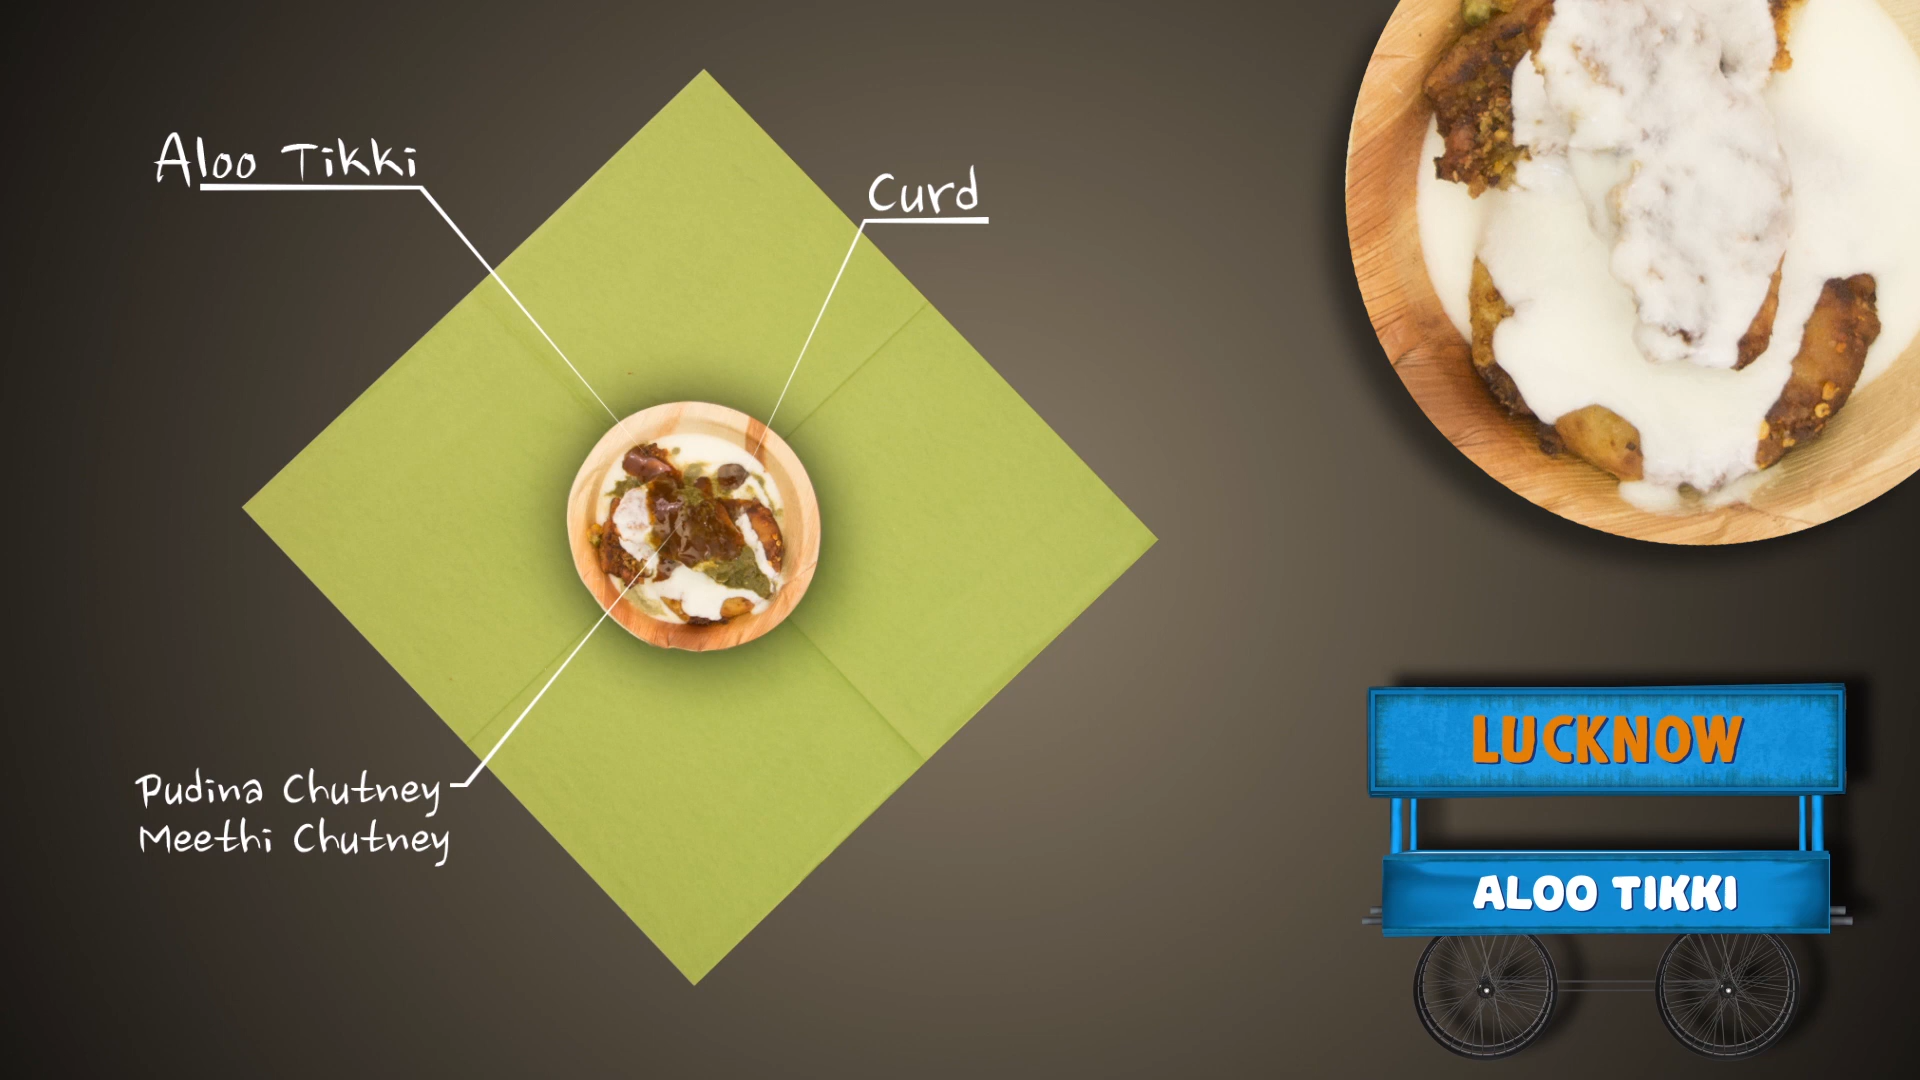 Aloo Tikki
Curd
Pudina Chutney
Meethi Chutney
LUCKNOW
ALOO TIKKI